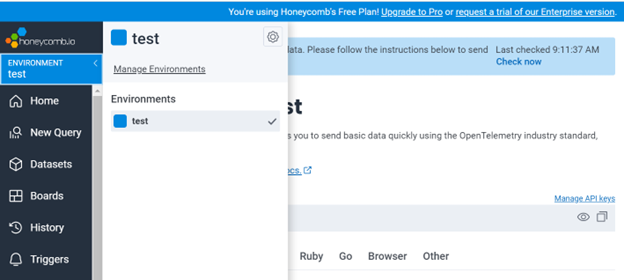 You're using Honeycomb's Free Plan! Upgrade to Pro or request a trial of our Enterprise version.
honeycomb.io
ENVIRONMENT
test
Home
New Query
Datasets
Boards
History
Triggers
test
Manage Environments
Environments
test
data. Please follow the instructions below to send
Last checked 9:11:37 AM
Check now
st
you to send basic data quickly using the OpenTelemetry industry standard,
ocs.
Manage API keys
Ruby Go Browser Other